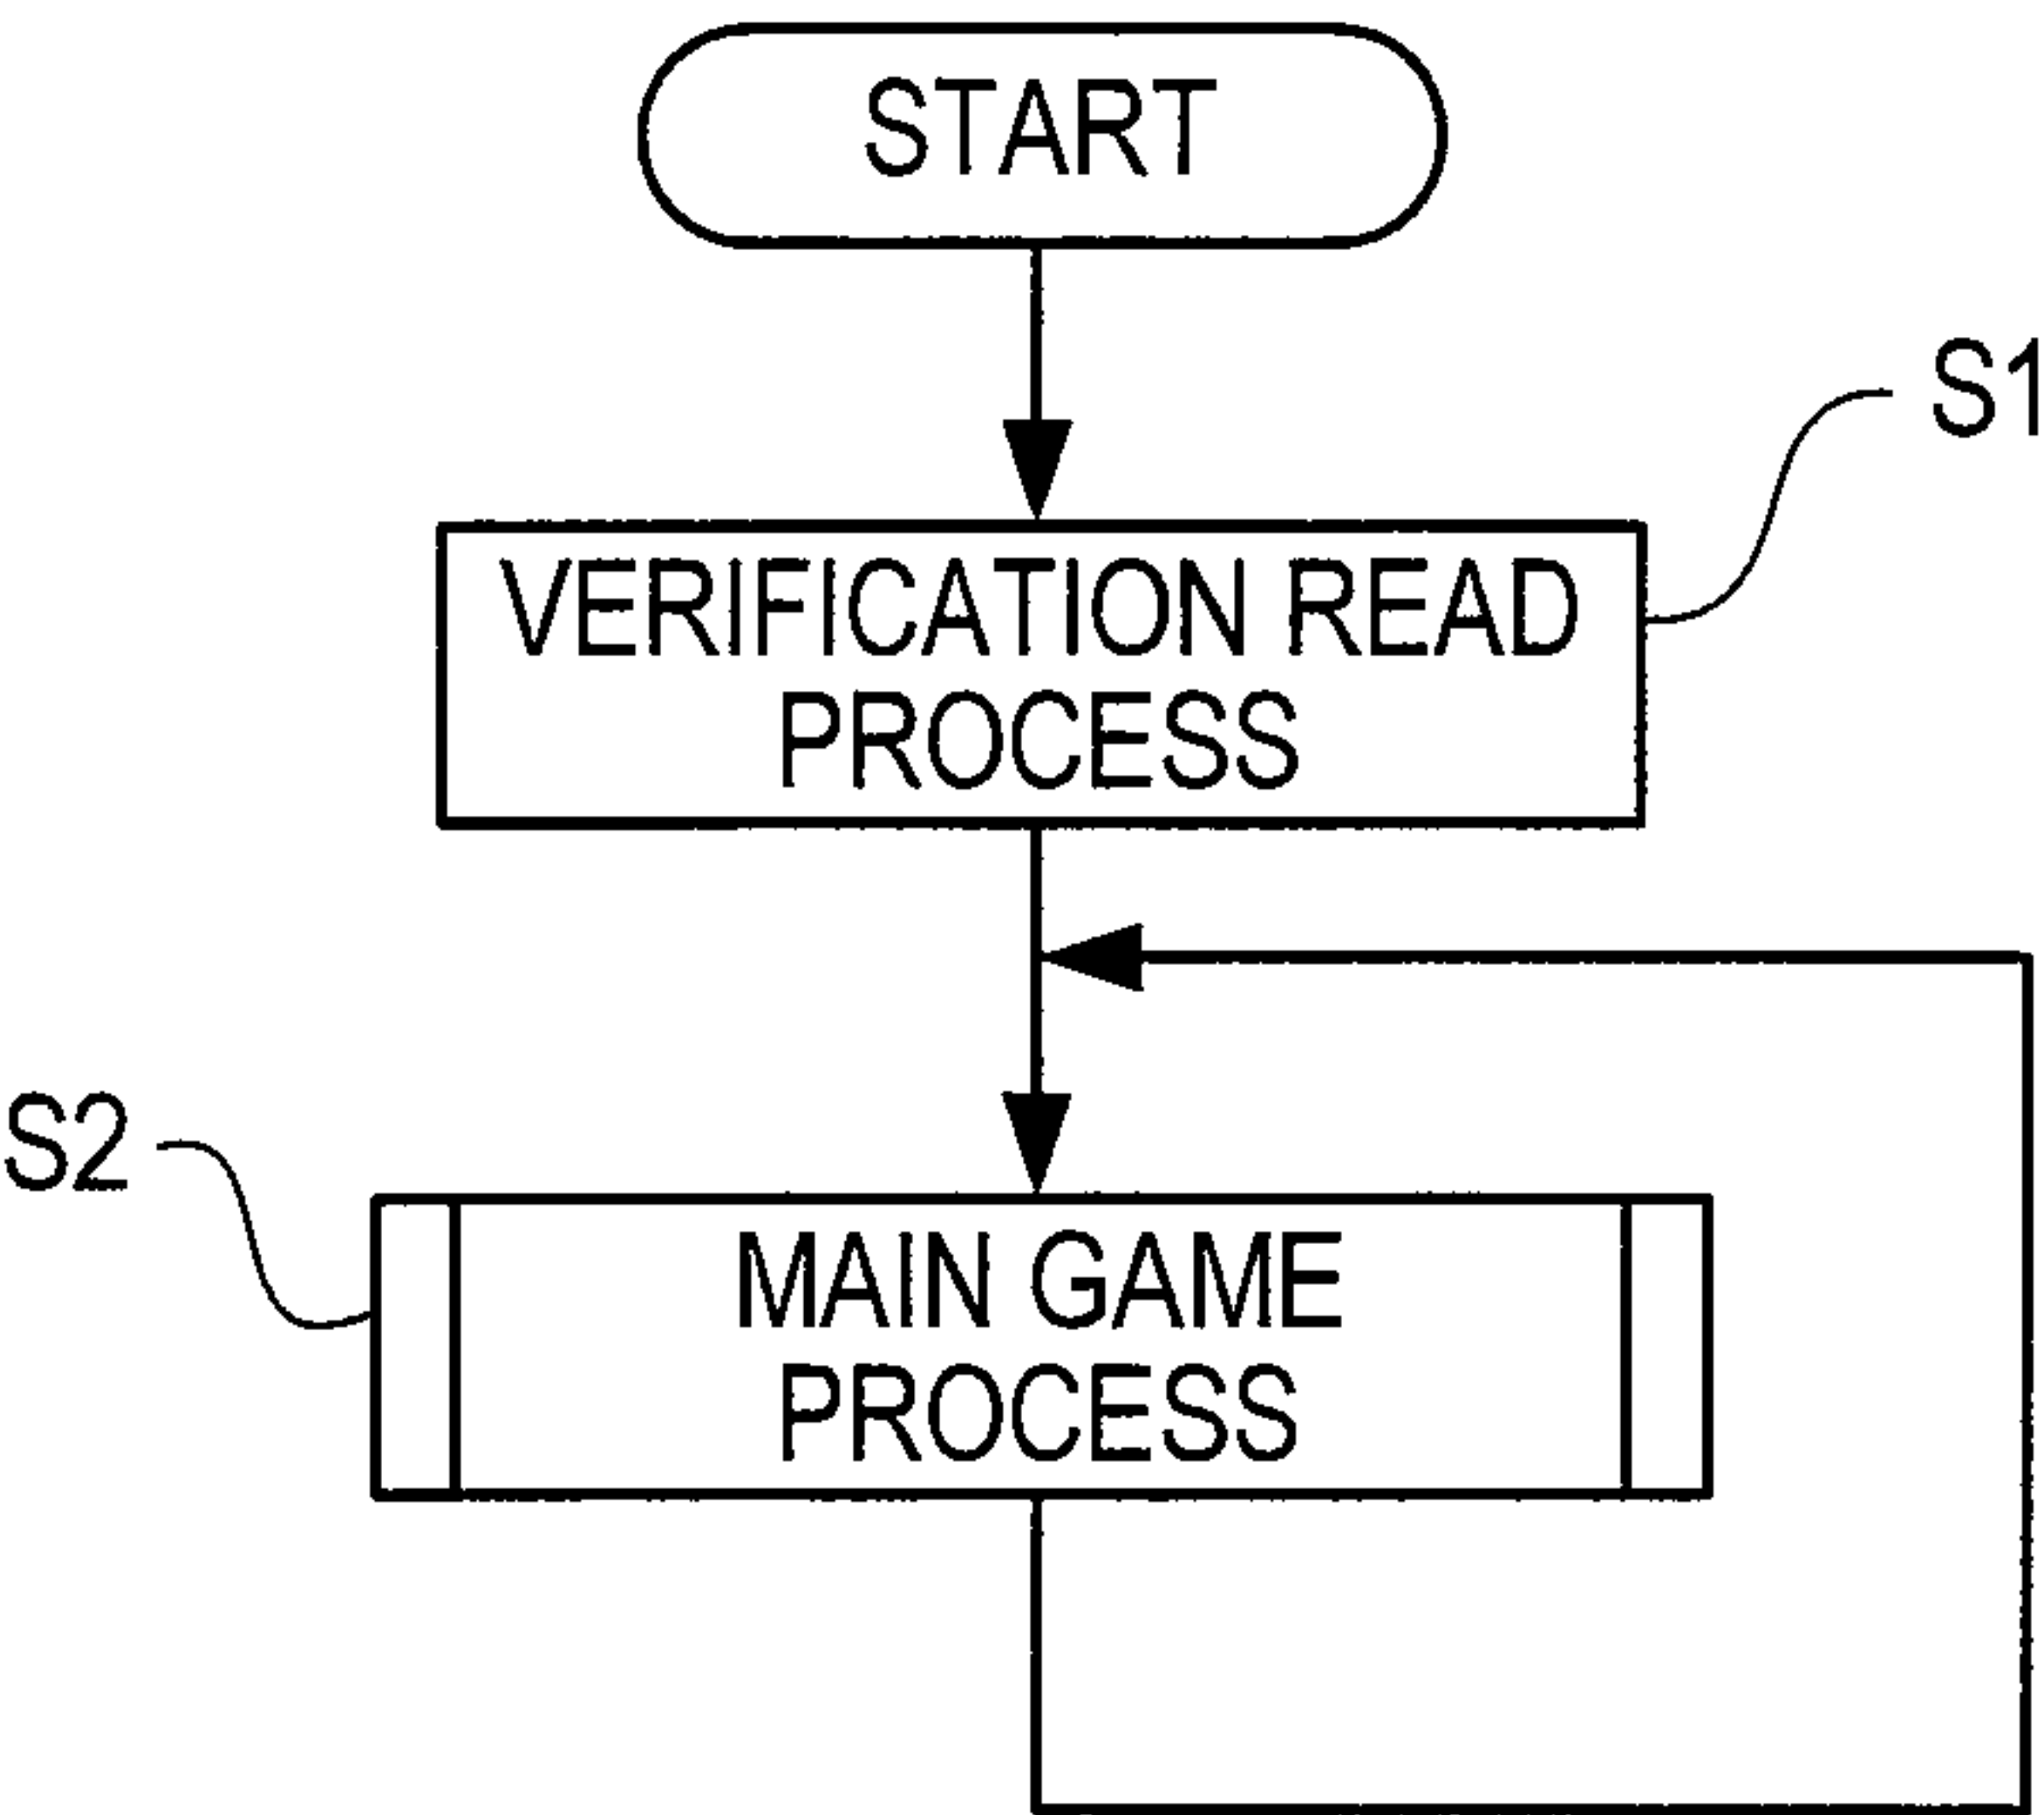 START
S1
VERIFICATION READ
PROCESS
S2
MAIN GAME
PROCESS